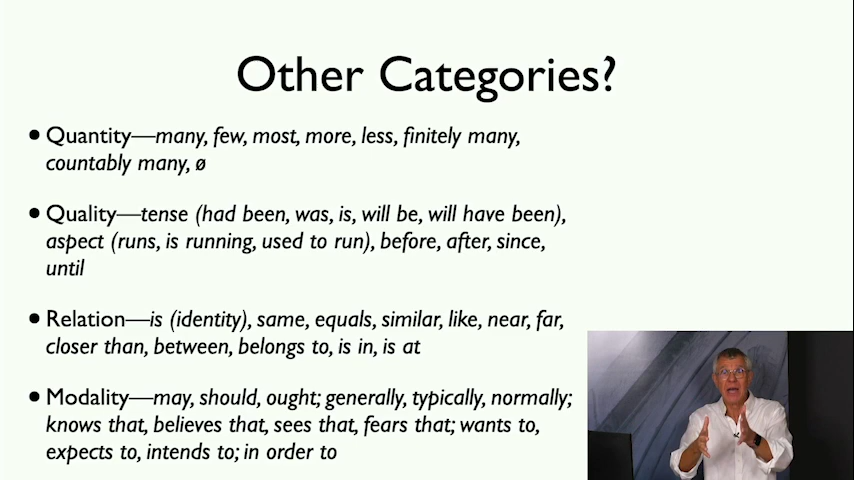 Other Categories?
• Quantity—many, few, most, more, less, finitely many,
countably many, ø
• Quality—tense (had been, was, is, will be, will have been),
aspect (runs, is running, used to run), before, after, since,
until
• Relation—is (identity), same, equals, similar, like, near, far,
closer than, between, belongs to, is in, is at
• Modality—may, should, ought; generally, typically, normally;
knows that, believes that, sees that, fears that; wants to,
expects to, intends to; in order to